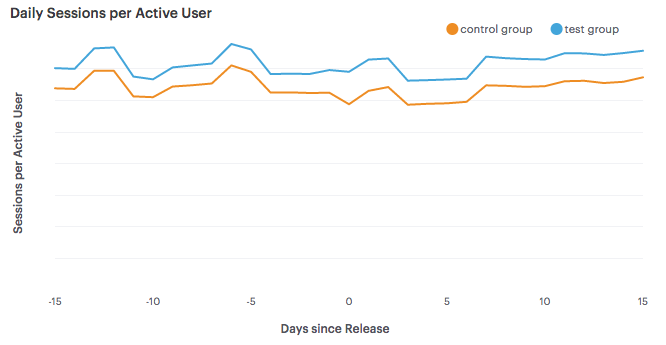 Daily Sessions per Active User
control group test group
Sessions per Active User
-15 -10 -5 0 5 10 15
Days since Release